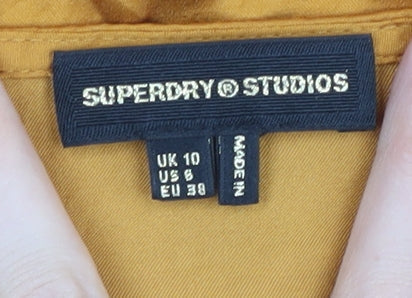 SUPERDRY® STUDIOS
UK 10
US 6
EU 38
MADE IN